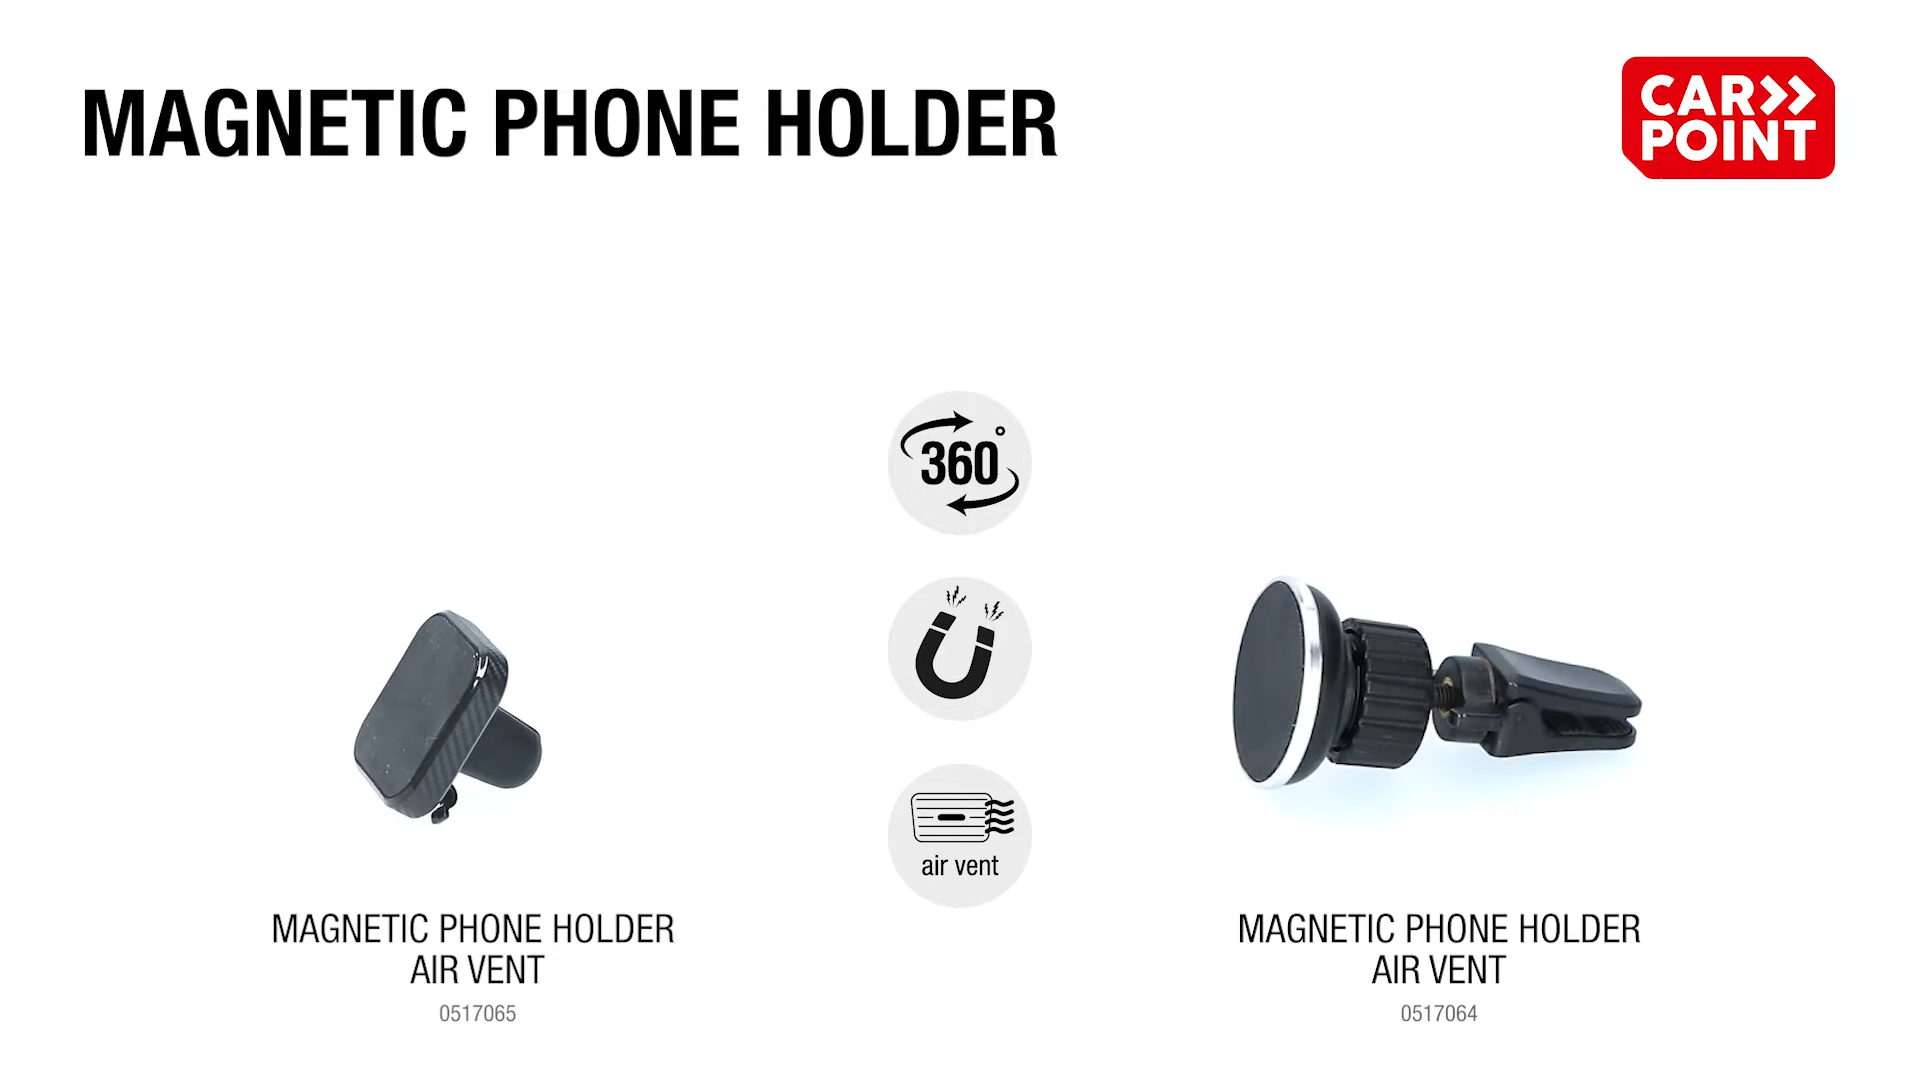 MAGNETIC PHONE HOLDER
CAR
POINT
360°
air vent
MAGNETIC PHONE HOLDER
AIR VENT
0517065
MAGNETIC PHONE HOLDER
AIR VENT
0517064